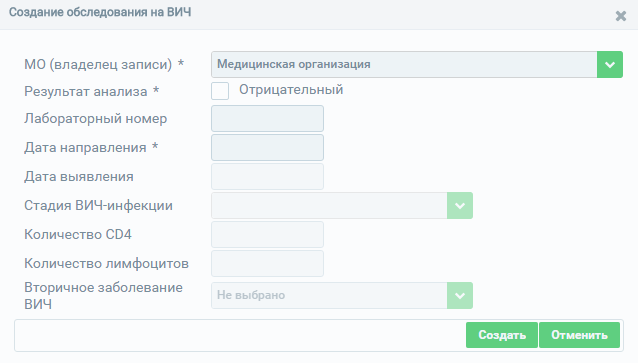 Создание обследования на ВИЧ
МО (владелец записи) * Медицинская организация
Результат анализа * Отрицательный
Лабораторный номер
Дата направления *
Дата выявления
Стадия ВИЧ-инфекции
Количество CD4
Количество лимфоцитов
Вторичное заболевание
ВИЧ
Не выбрано
Создать Отменить